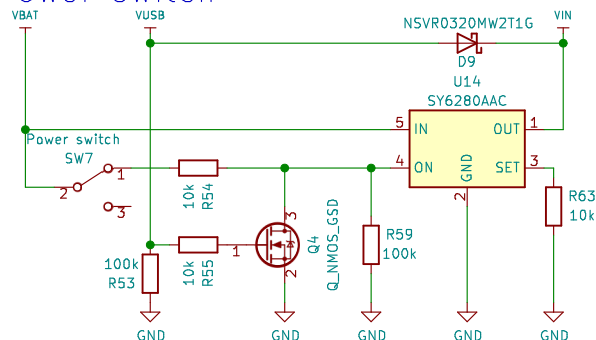 VBAT
VUSB
NSVR0320MW2T1G
VIN
D9
U14
SY6280AAC
5 IN OUT 1
Power switch
SW7
1
2
3
10k
R54
4 ON GND SET 3
2
R63
10k
3
Q4
Q_NMOS_GSD
1
2
R59
100k
100k
R53
10k
R55
GND
GND
GND
GND
GND